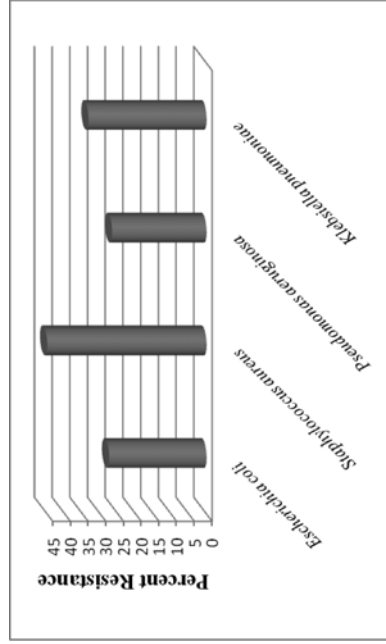 Percent Resistance
45
40
35
30
25
20
15
10
5
0
Escherichia coli
Staphylococcus aureus
Pseudomonas aeruginosa
Klebsiella pneumoniae